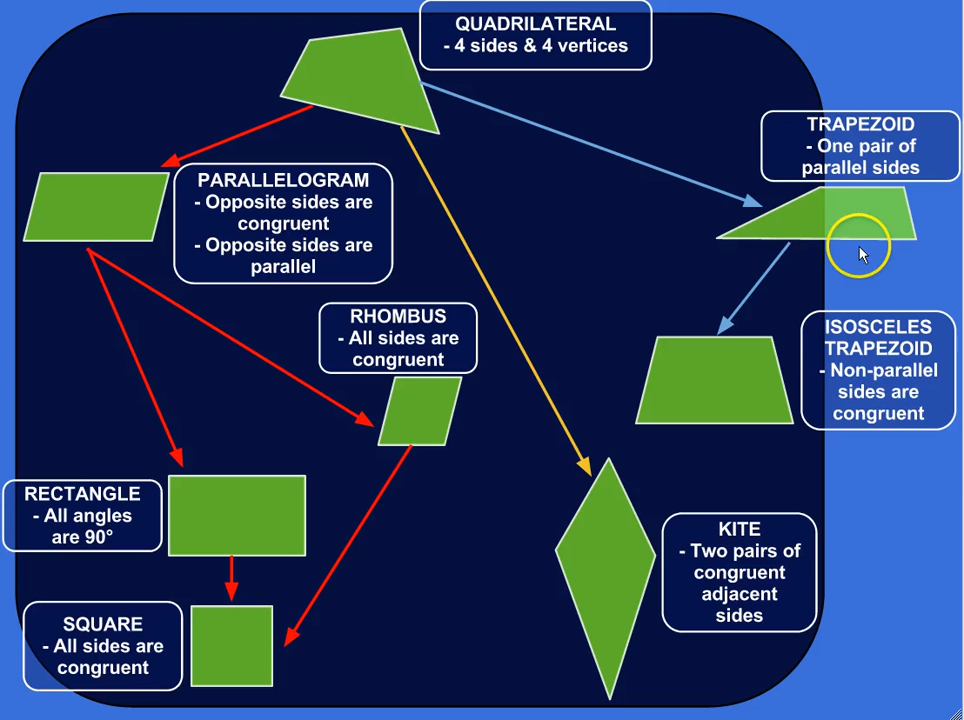 QUADRILATERAL
- 4 sides & 4 vertices
TRAPEZOID
- One pair of
parallel sides
PARALLELOGRAM
- Opposite sides are
congruent
- Opposite sides are
parallel
RHOMBUS
- All sides are
congruent
ISOSCELES
TRAPEZOID
- Non-parallel
sides are
congruent
RECTANGLE
- All angles
are 90°
KITE
- Two pairs of
congruent
adjacent
sides
SQUARE
- All sides are
congruent